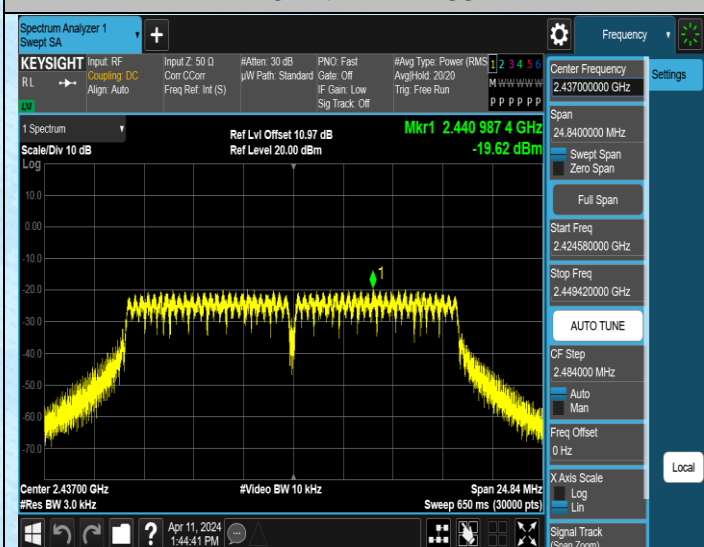 Spectrum Analyzer 1
Swept SA
Frequency
KEYSIGHT
RL
LXI
Input: RF
Coupling: DC
Align: Auto
Input Z: 50 Ω
Corr CCorr
Freq Ref: Int (S)
#Atten: 30 dB
µW Path: Standard
PNO: Fast
Gate: Off
IF Gain: Low
Sig Track: Off
#Avg Type: Power (RMS
Avg|Hold: 20/20
Trig: Free Run
1 2 3 4 5 6
M W W W W W
P P P P P P
1 Spectrum
Scale/Div 10 dB
Log
Ref Lvl Offset 10.97 dB
Ref Level 20.00 dBm
Mkr1 2.440 987 4 GHz
-19.62 dBm
10.0
0.00
-10.0
-20.0
-30.0
-40.0
-50.0
-60.0
-70.0
1
Center 2.43700 GHz
#Res BW 3.0 kHz
#Video BW 10 kHz
Span 24.84 MHz
Sweep 650 ms (30000 pts)
?
Apr 11, 2024
1:44:41 PM
Center Frequency
2.437000000 GHz
Span
24.8400000 MHz
Swept Span
Zero Span
Full Span
Start Freq
2.424580000 GHz
Stop Freq
2.449420000 GHz
AUTO TUNE
CF Step
2.484000 MHz
Auto
Man
Freq Offset
0 Hz
X Axis Scale
Log
Lin
Signal Track
(Span Zoom)
Settings
Local